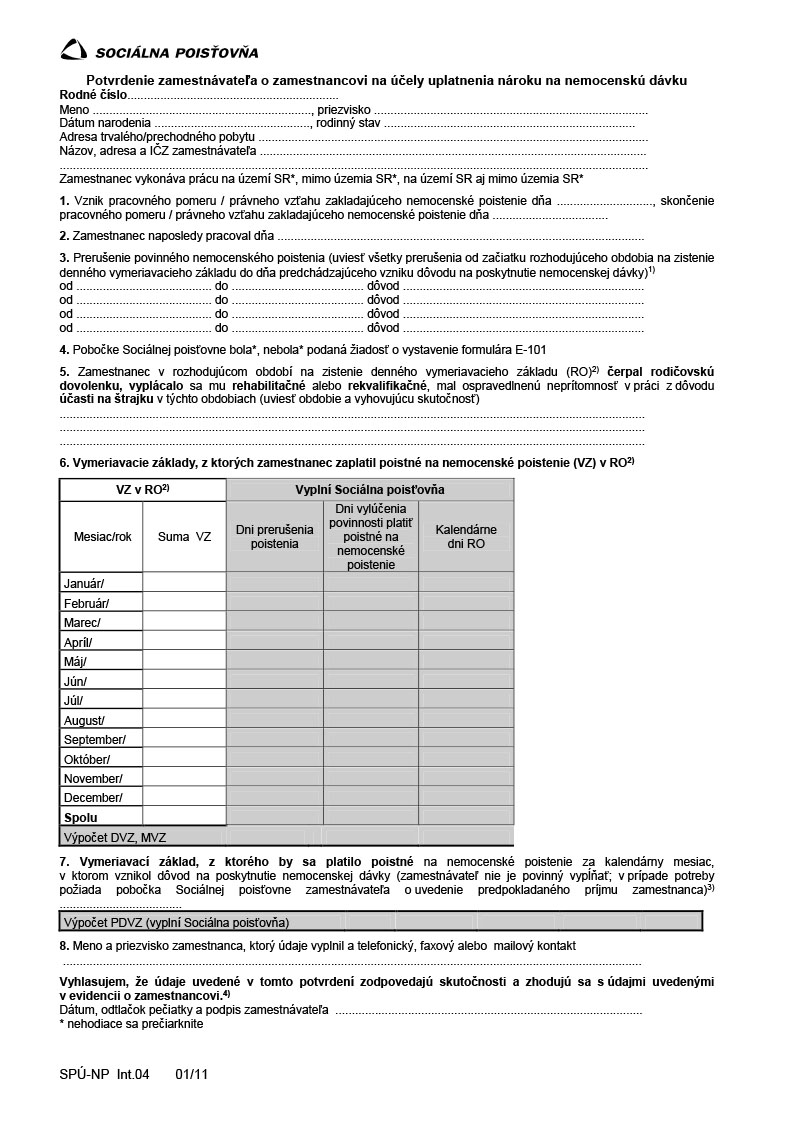 SOCIÁLNA POISŤOVŇA
Potvrdenie zamestnávateľa o zamestnancovi na účely uplatnenia nároku na nemocenskú dávku
Rodné číslo................................................................
Meno .................................................................., priezvisko ...................................................................................
Dátum narodenia ..............................................., rodinný stav ............................................................................
Adresa trvalého/prechodného pobytu ......................................................................................................................
Názov, adresa a IČZ zamestnávateľa .....................................................................................................................
..................................................................................................................................................................................
Zamestnanec vykonáva prácu na území SR*, mimo územia SR*, na území SR aj mimo územia SR*
1. Vznik pracovného pomeru / právneho vzťahu zakladajúceho nemocenské poistenie dňa ............................., skončenie
pracovného pomeru / právneho vzťahu zakladajúceho nemocenské poistenie dňa ...................................
2. Zamestnanec naposledy pracoval dňa ...............................................................................................................
3. Prerušenie povinného nemocenského poistenia (uviesť všetky prerušenia od začiatku rozhodujúceho obdobia na zistenie
denného vymeriavacieho základu do dňa predchádzajúceho vzniku dôvodu na poskytnutie nemocenskej dávky)1)
od ......................................... do ........................................ dôvod .........................................................................
od ......................................... do ........................................ dôvod .........................................................................
od ......................................... do ........................................ dôvod .........................................................................
od ......................................... do ........................................ dôvod .........................................................................
4. Pobočke Sociálnej poisťovne bola*, nebola* podaná žiadosť o vystavenie formulára E-101
5. Zamestnanec v rozhodujúcom období na zistenie denného vymeriavacieho základu (RO)2) čerpal rodičovskú
dovolenku, vyplácalo sa mu rehabilitačné alebo rekvalifikačné, mal ospravedlnenú neprítomnosť v práci z dôvodu
účasti na štrajku v týchto obdobiach (uviesť obdobie a vyhovujúcu skutočnosť)
.................................................................................................................................................................................
.................................................................................................................................................................................
.................................................................................................................................................................................
6. Vymeriavacie základy, z ktorých zamestnanec zaplatil poistné na nemocenské poistenie (VZ) v RO2)
VZ v RO2) Vyplní Sociálna poisťovňa
Mesiac/rok Suma VZ Dni prerušenia poistenia Dni vylúčenia povinnosti platiť poistné na nemocenské poistenie Kalendárne dni RO
Január/
Február/
Marec/
Apríl/
Máj/
Jún/
Júl/
August/
September/
Október/
November/
December/
Spolu
Výpočet DVZ, MVZ
7. Vymeriavací základ, z ktorého by sa platilo poistné na nemocenské poistenie za kalendárny mesiac,
v ktorom vznikol dôvod na poskytnutie nemocenskej dávky (zamestnávateľ nie je povinný vypĺňať; v prípade potreby
požiada pobočka Sociálnej poisťovne zamestnávateľa o uvedenie predpokladaného príjmu zamestnanca)3)
.....................................
Výpočet PDVZ (vyplní Sociálna poisťovňa)
8. Meno a priezvisko zamestnanca, ktorý údaje vyplnil a telefonický, faxový alebo mailový kontakt
...............................................................................................................................................................................
Vyhlasujem, že údaje uvedené v tomto potvrdení zodpovedajú skutočnosti a zhodujú sa s údajmi uvedenými
v evidencii o zamestnancovi.4)
Dátum, odtlačok pečiatky a podpis zamestnávateľa .............................................................................................
* nehodiace sa prečiarknite
SPÚ-NP Int.04 01/11